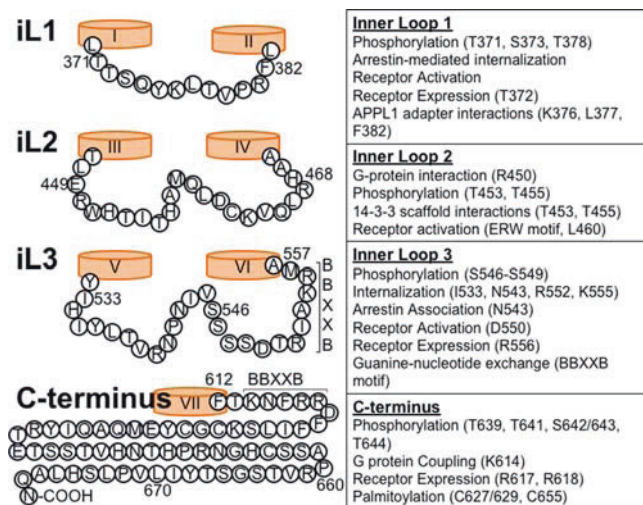 iL1
I
II
L
L
371
T T S Q Y K L T V P R F
382
iL2
III
IV
T L
A A H
449
E R W H T I T H A M Q L D C K V Q L R
468
iL3
V
VI
557
Y I H
A M R
533
I Y L T V R N P N I V S
546
S S S D T R I A K
B
B
X
X
B
C-terminus
VII
612
BBXXB
F T K N F R R D
T R Y I Q A Q M E Y C G C K S L I F F
E T S S T V H N T H P R N G H C S S A
Q A L H S L P V L I Y T S G S T V R P
N-COOH
670
660
Inner Loop 1
Phosphorylation (T371, S373, T378)
Arrestin-mediated internalization
Receptor Activation
Receptor Expression (T372)
APPL1 adapter interactions (K376, L377,
F382)
Inner Loop 2
G-protein interaction (R450)
Phosphorylation (T453, T455)
14-3-3 scaffold interactions (T453, T455)
Receptor activation (ERW motif, L460)
Inner Loop 3
Phosphorylation (S546-S549)
Internalization (I533, N543, R552, K555)
Arrestin Association (N543)
Receptor Activation (D550)
Receptor Expression (R556)
Guanine-nucleotide exchange (BBXXB
motif)
C-terminus
Phosphorylation (T639, T641, S642/643,
T644)
G protein Coupling (K614)
Receptor Expression (R617, R618)
Palmitoylation (C627/629, C655)